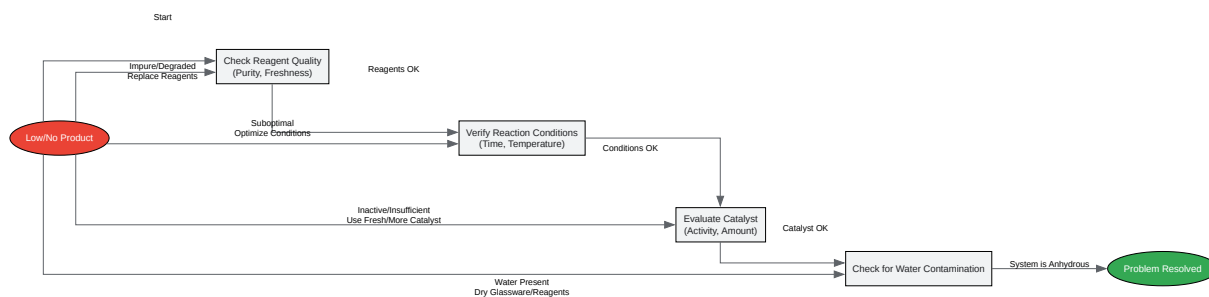 Start
Check Reagent Quality
(Purity, Freshness)
Impure/Degraded
Replace Reagents
Reagents OK
Low/No Product
Suboptimal
Optimize Conditions
Verify Reaction Conditions
(Time, Temperature)
Conditions OK
Inactive/Insufficient
Use Fresh/More Catalyst
Evaluate Catalyst
(Activity, Amount)
Catalyst OK
Check for Water Contamination
System is Anhydrous
Problem Resolved
Water Present
Dry Glassware/Reagents